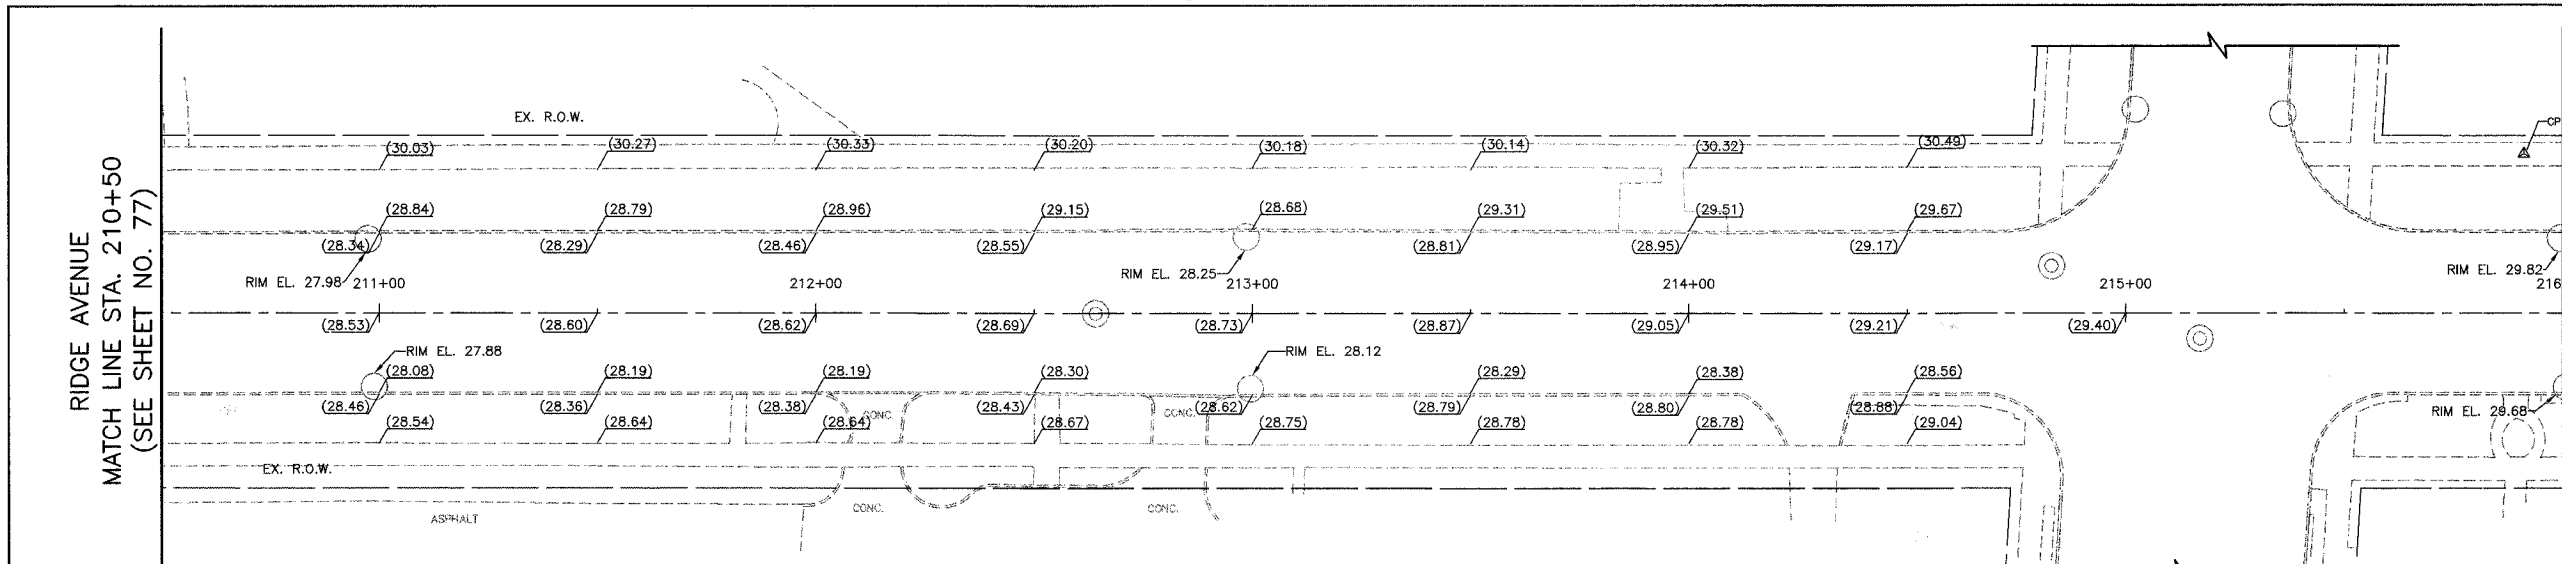 RIDGE AVENUE
MATCH LINE STA. 210+50
(SEE SHEET NO. 77)
EX. R.O.W.
CP
(30.03) (30.27) (30.33) (30.20) (30.18) (30.14) (30.32) (30.49)
(28.84) (28.79) (28.96) (29.15) (28.68) (29.31) (29.51) (29.67)
(28.34) (28.29) (28.46) (28.55) (28.81) (28.95) (29.17)
RIM EL. 27.98 RIM EL. 28.25 RIM EL. 29.82
211+00 212+00 213+00 214+00 215+00 216
(28.53) (28.60) (28.62) (28.69) (28.73) (28.87) (29.05) (29.21) (29.40)
RIM EL. 27.88 RIM EL. 28.12
(28.08) (28.19) (28.19) (28.30) (28.29) (28.38) (28.56)
(28.46) (28.36) (28.38) (28.43) (28.62) (28.79) (28.80) (28.88)
CONC. CONC. RIM EL. 29.68
(28.54) (28.64) (28.64) (28.67) (28.75) (28.78) (28.78) (29.04)
EX. R.O.W.
ASPHALT CONC. CONC.